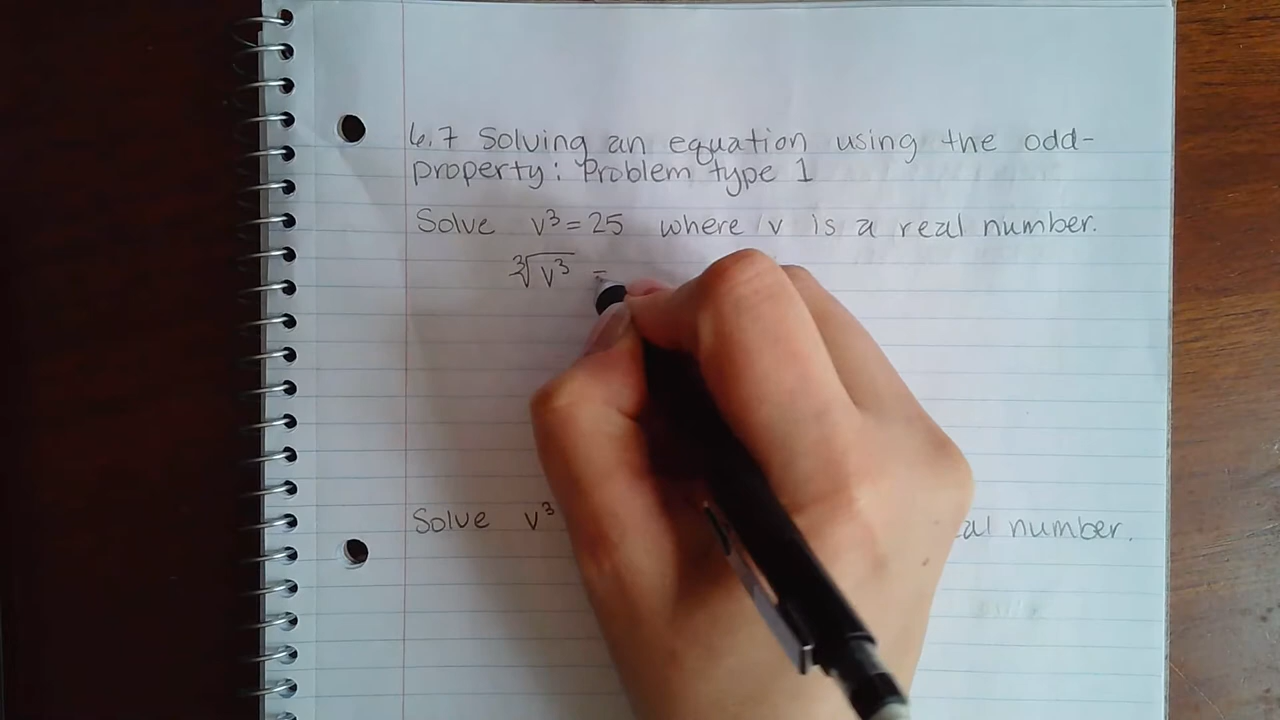 6.7 Solving an equation using the odd-
property: Problem type 1
Solve v³ = 25 where v is a real number.
∛v³ =
Solve v³ al number.